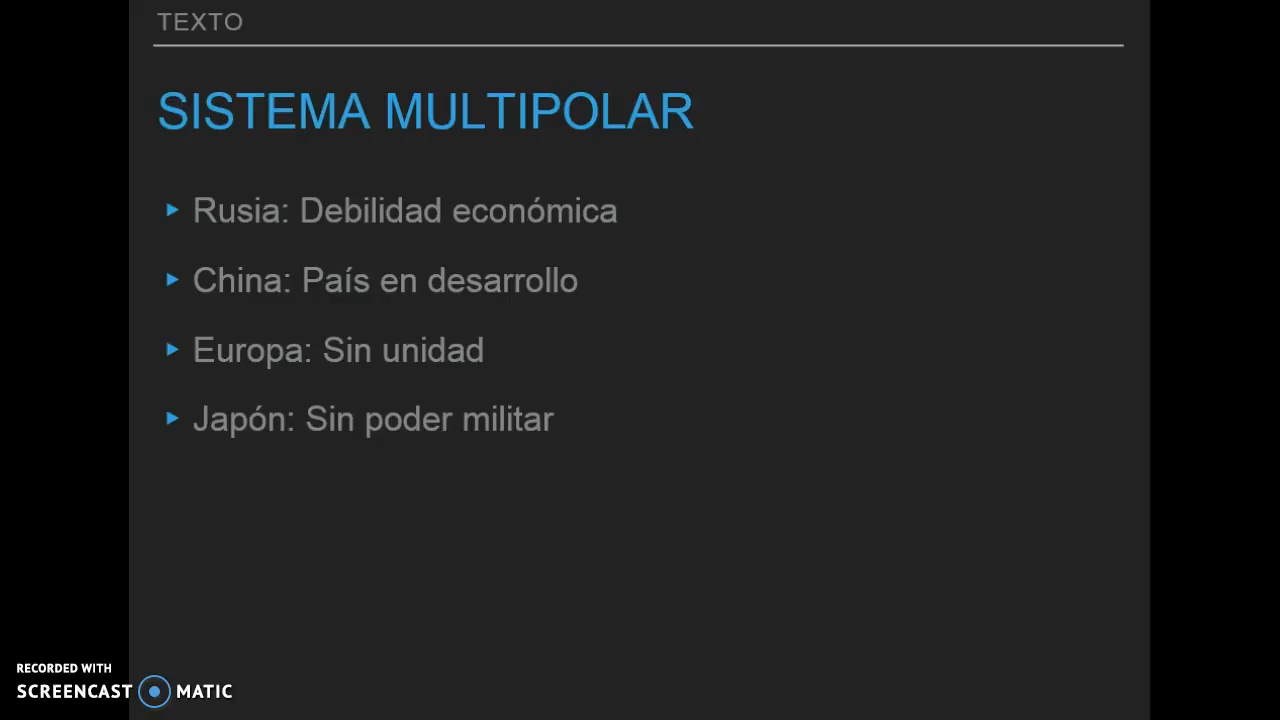 TEXTO
SISTEMA MULTIPOLAR
Rusia: Debilidad económica
China: País en desarrollo
Europa: Sin unidad
Japón: Sin poder militar
RECORDED WITH
SCREENCAST MATIC